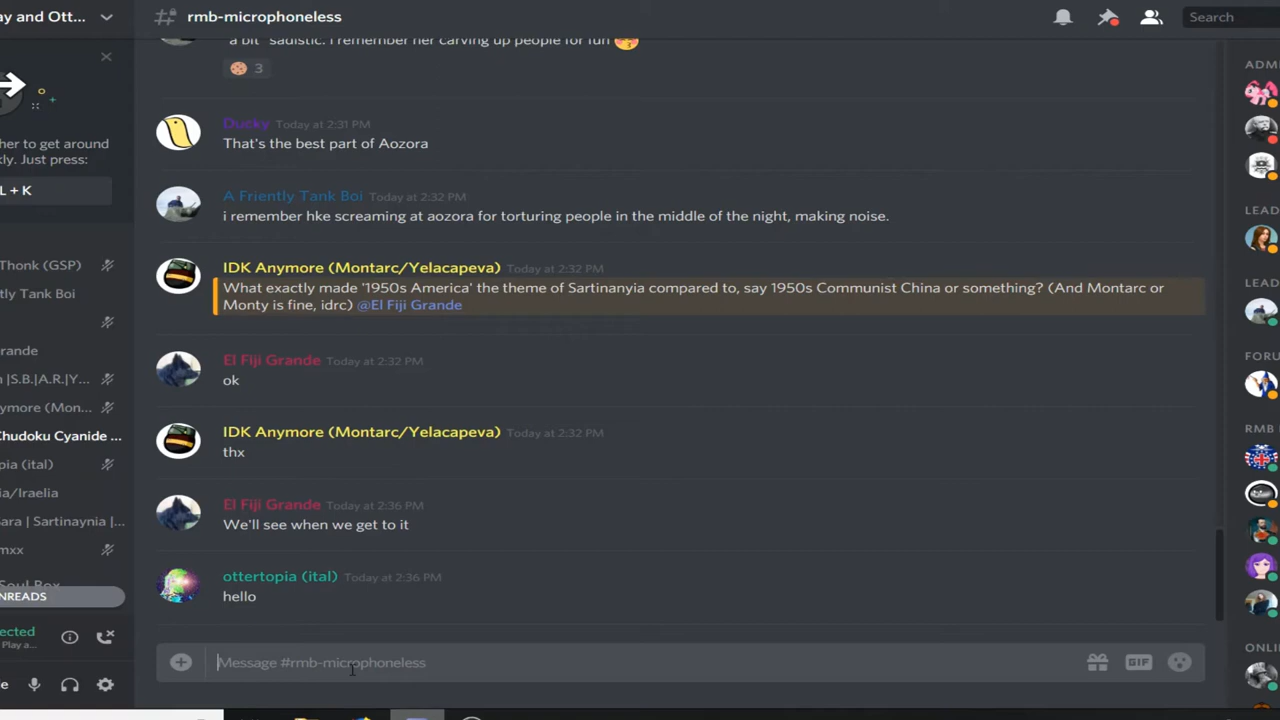 ay and Ott...
rmb-microphoneless
Search
her to get around
kly. Just press:
L + K
Thonk (GSP)
ntly Tank Boi
rande
n |S.B.|A.R.|Y...
ymore (Mon...
Chudoku Cyanide ...
pia (ital)
ia/Iraelia
ara | Sartinaynia |...
mxx
Soul Box
NREADS
ected
Play a...
e
a bit "sadistic. i remember her carving up people for fun
3
Ducky Today at 2:31 PM
That's the best part of Aozora
A Friently Tank Boi Today at 2:32 PM
i remember hke screaming at aozora for torturing people in the middle of the night, making noise.
IDK Anymore (Montarc/Yelacapeva) Today at 2:32 PM
What exactly made '1950s America' the theme of Sartinanyia compared to, say 1950s Communist China or something? (And Montarc or
Monty is fine, idrc) @El Fiji Grande
El Fiji Grande Today at 2:32 PM
ok
IDK Anymore (Montarc/Yelacapeva) Today at 2:32 PM
thx
El Fiji Grande Today at 2:36 PM
We'll see when we get to it
ottertopia (ital) Today at 2:36 PM
hello
Message #rmb-microphoneless
GIF
ADMI
LEAD
LEAD
FORU
RMB
ONLI